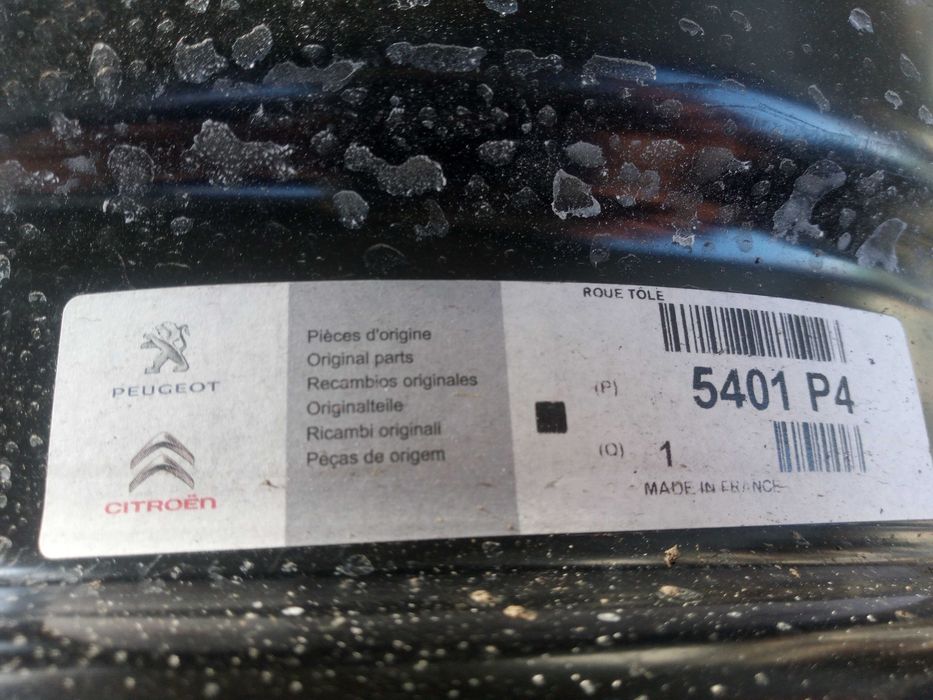 PEUGEOT
CITROËN
Pièces d'origine
Original parts
Recambios originales
Originalteile
Ricambi originali
Peças de origem
ROUE TÔLE
(P) 5401 P4
(Q) 1
MADE IN FRANCE